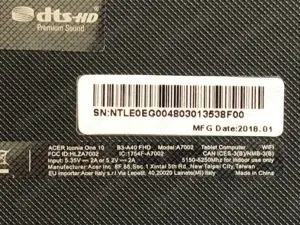 dts-HD
Premium Sound
SN:NTLE0EG004803013538F00
MFG Date: 2018.01
ACER Iconia One 10 B3-A40 FHD Model:A7002 Tablet Computer WiFi
FCC ID:HLZA7002 IC:1754F-A7002 CAN ICES-3(B)/NMB-3(B)
Input: 5.35V⎓2A or 5.2V⎓2A 5150-5250MHz for indoor use only
Manufacturer: Acer Inc. 8F,88,Sec.1 Xintai 5th Rd.,Xizhi,
New Taipei City, Taiwan
EU importer:Acer Italy s.r.l Via Lepetit, 40,20020 Lainate(MI) Italy